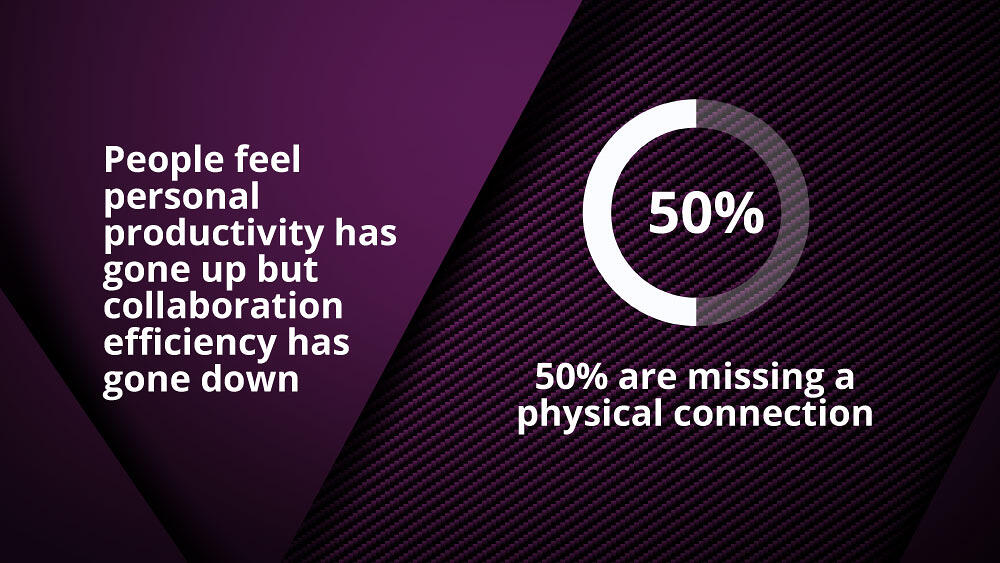 People feel
personal
productivity has
gone up but
collaboration
efficiency has
gone down
50%
50% are missing a
physical connection